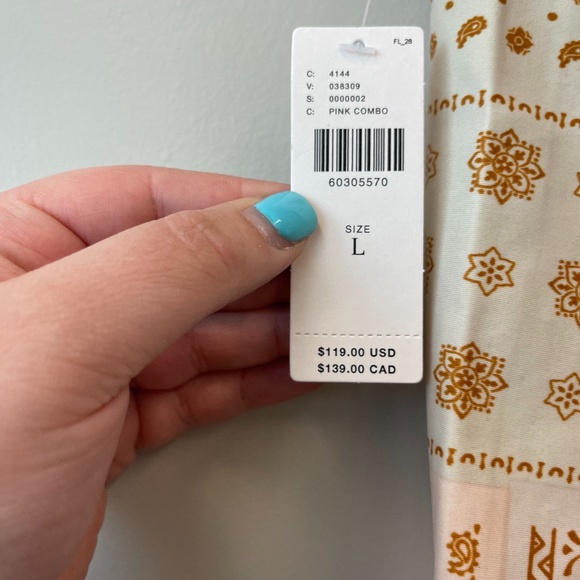 FL_28
C: 4144
V: 038309
S: 0000002
C: PINK COMBO
60305570
SIZE
L
$119.00 USD
$139.00 CAD